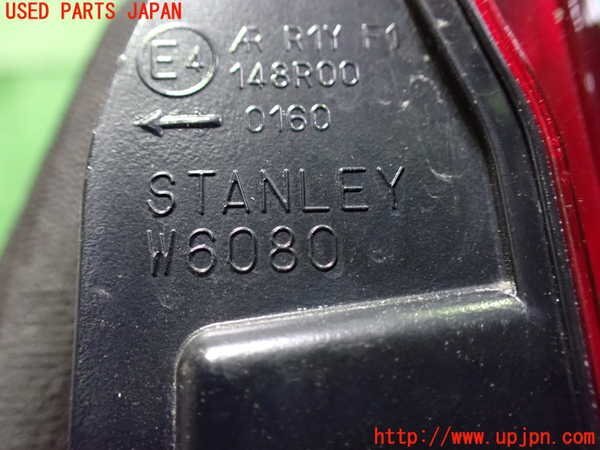 USED PARTS JAPAN
E4
AR R1Y F1
148R00
← 0160
STANLEY
W6080
http://www.upjpn.com/